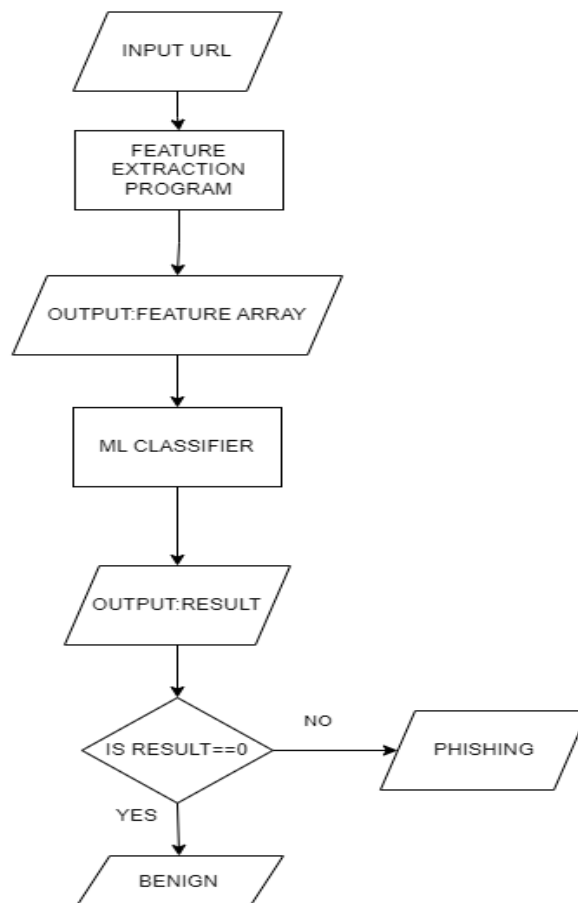 INPUT URL
FEATURE
EXTRACTION
PROGRAM
OUTPUT:FEATURE ARRAY
ML CLASSIFIER
OUTPUT:RESULT
IS RESULT==0
NO
PHISHING
YES
BENIGN